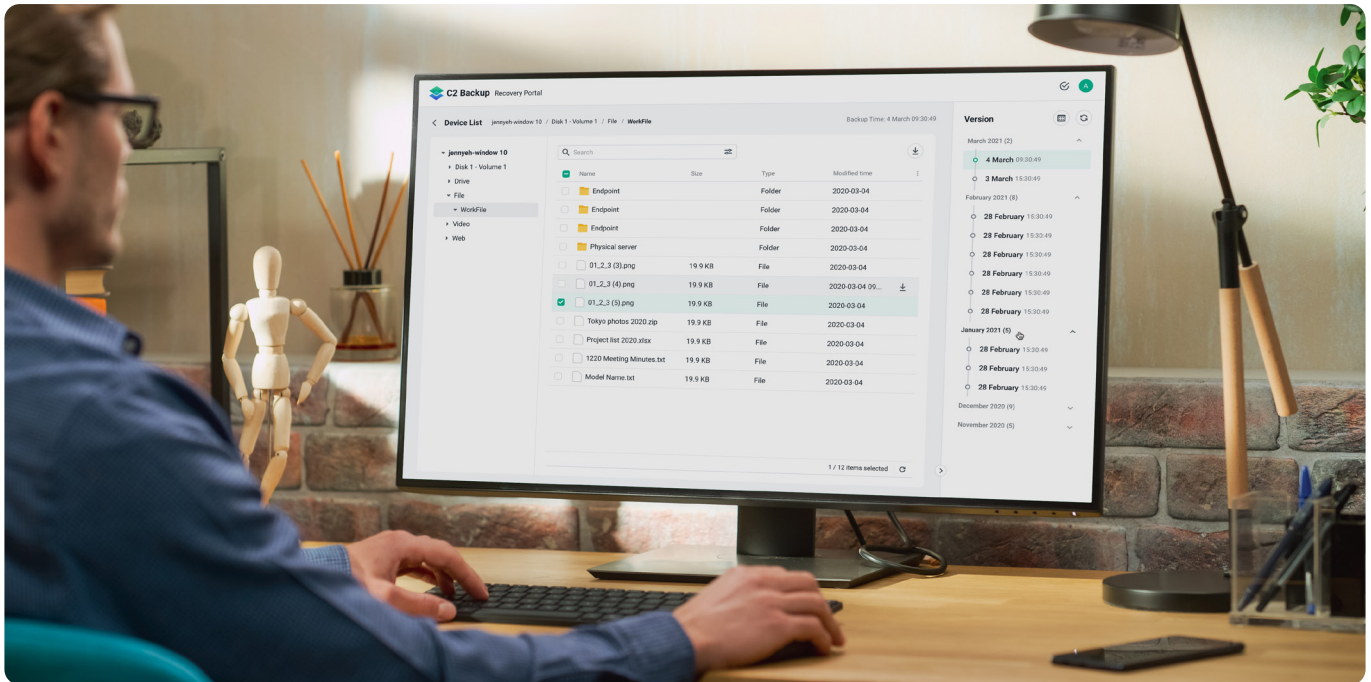 C2 Backup Recovery Portal
A
Device List jennyeh-window 10 / Disk 1 - Volume 1 / File / WorkFile
Backup Time: 4 March 09:30:49
jennyeh-window 10
Disk 1 - Volume 1
Drive
File
WorkFile
Video
Web
Search
Name Size Type Modified time
Endpoint Folder 2020-03-04
Endpoint Folder 2020-03-04
Endpoint Folder 2020-03-04
Physical server Folder 2020-03-04
01_2_3 (3).png 19.9 KB File 2020-03-04
01_2_3 (4).png 19.9 KB File 2020-03-04 09...
01_2_3 (5).png 19.9 KB File 2020-03-04
Tokyo photos 2020.zip 19.9 KB File 2020-03-04
Project list 2020.xlsx 19.9 KB File 2020-03-04
1220 Meeting Minutes.txt 19.9 KB File 2020-03-04
Model Name.txt 19.9 KB File 2020-03-04
1 / 12 items selected
Version
March 2021 (2)
4 March 09:30:49
3 March 15:30:49
February 2021 (8)
28 February 15:30:49
28 February 15:30:49
28 February 15:30:49
28 February 15:30:49
28 February 15:30:49
28 February 15:30:49
January 2021 (5)
28 February 15:30:49
28 February 15:30:49
28 February 15:30:49
December 2020 (9)
November 2020 (5)